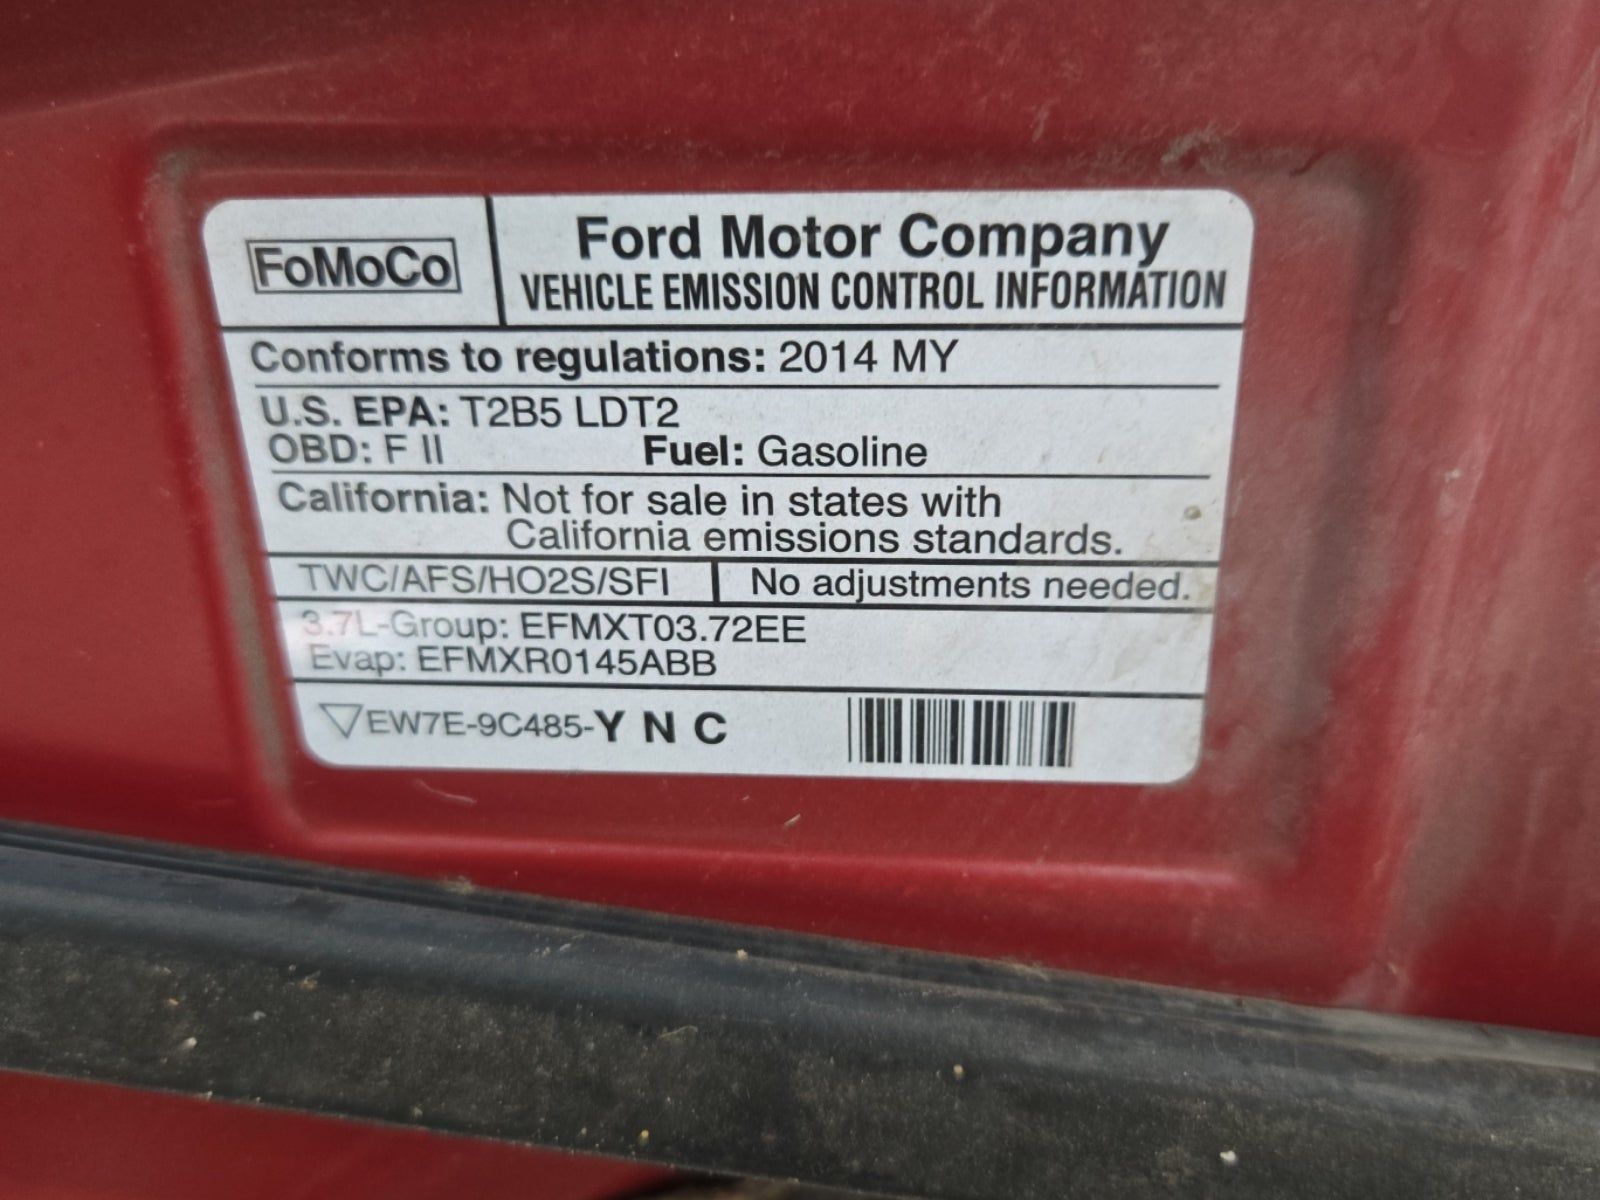 FoMoCo
Ford Motor Company
VEHICLE EMISSION CONTROL INFORMATION
Conforms to regulations: 2014 MY
U.S. EPA: T2B5 LDT2
OBD: F II Fuel: Gasoline
California: Not for sale in states with
California emissions standards.
TWC/AFS/HO2S/SFI No adjustments needed.
3.7L-Group: EFMXT03.72EE
Evap: EFMXR0145ABB
▽EW7E-9C485-Y N C